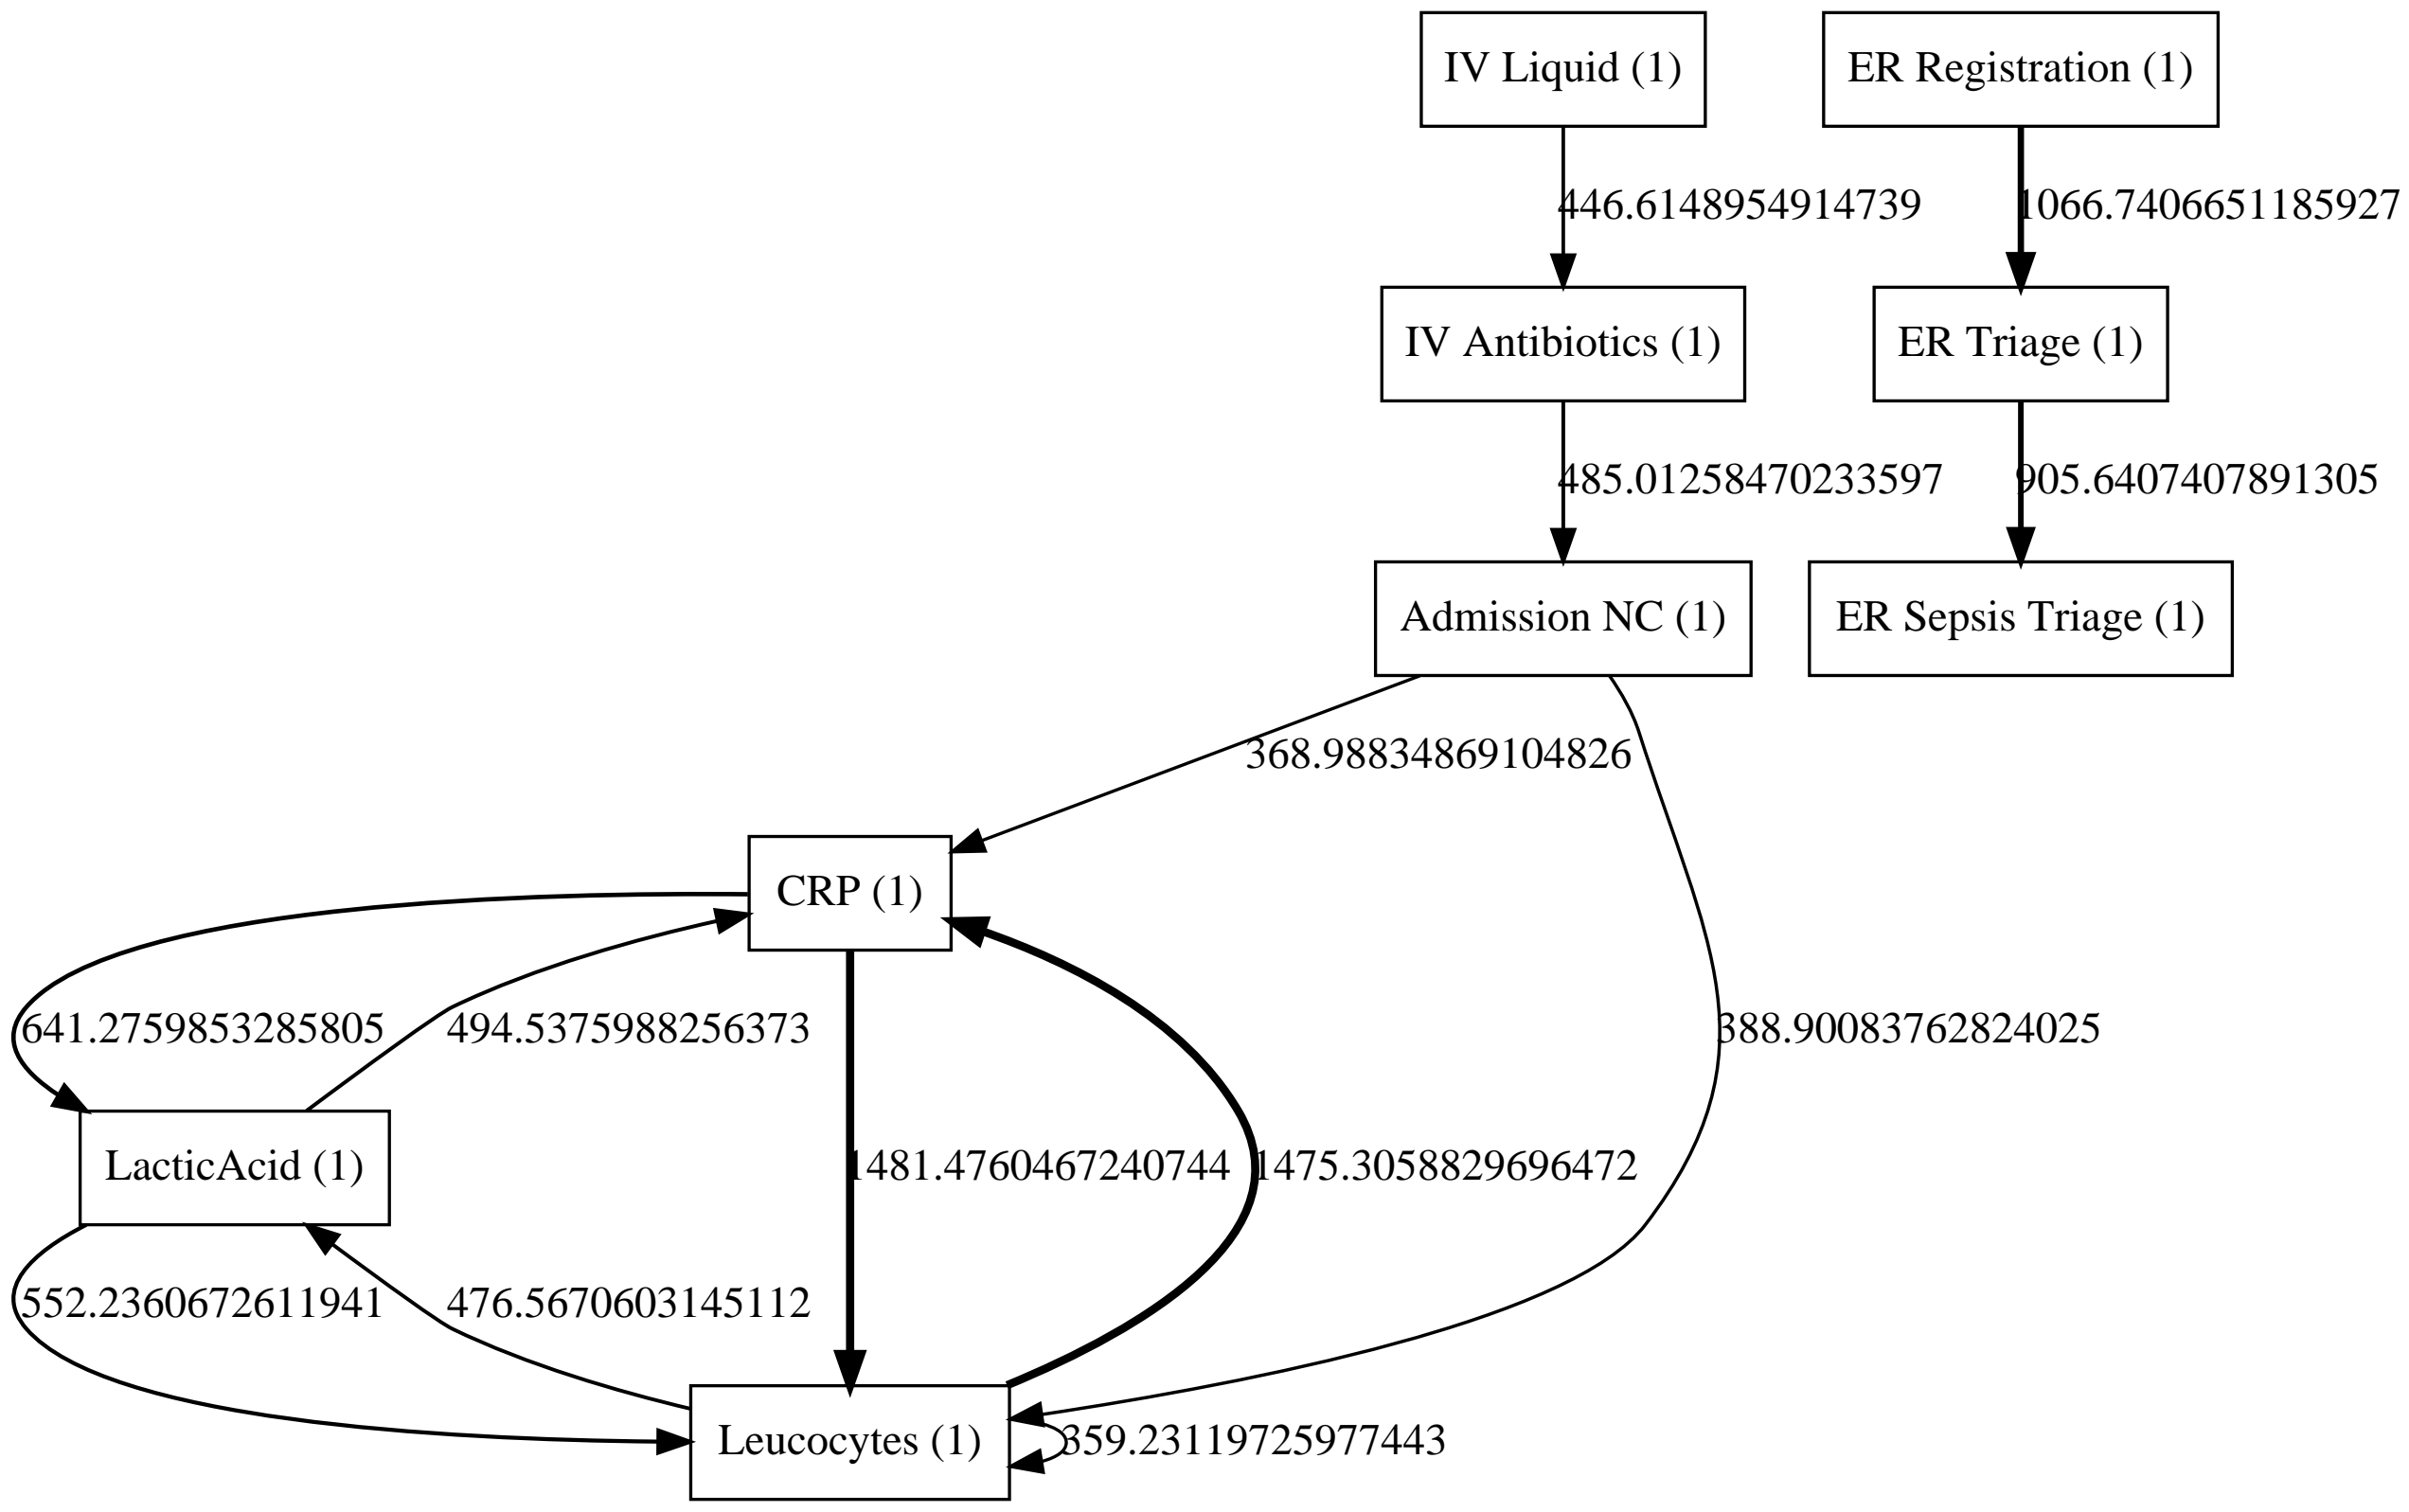 IV Liquid (1)
ER Registration (1)
446.6148954914739
1066.7406651185927
IV Antibiotics (1)
ER Triage (1)
485.01258470233597
905.6407407891305
Admission NC (1)
ER Sepsis Triage (1)
368.98834869104826
CRP (1)
641.2759853285805
494.5375988256373
388.90083762824025
LacticAcid (1)
1481.4760467240744
1475.3058829696472
552.2360672611941
476.5670603145112
Leucocytes (1)
359.23119725977443